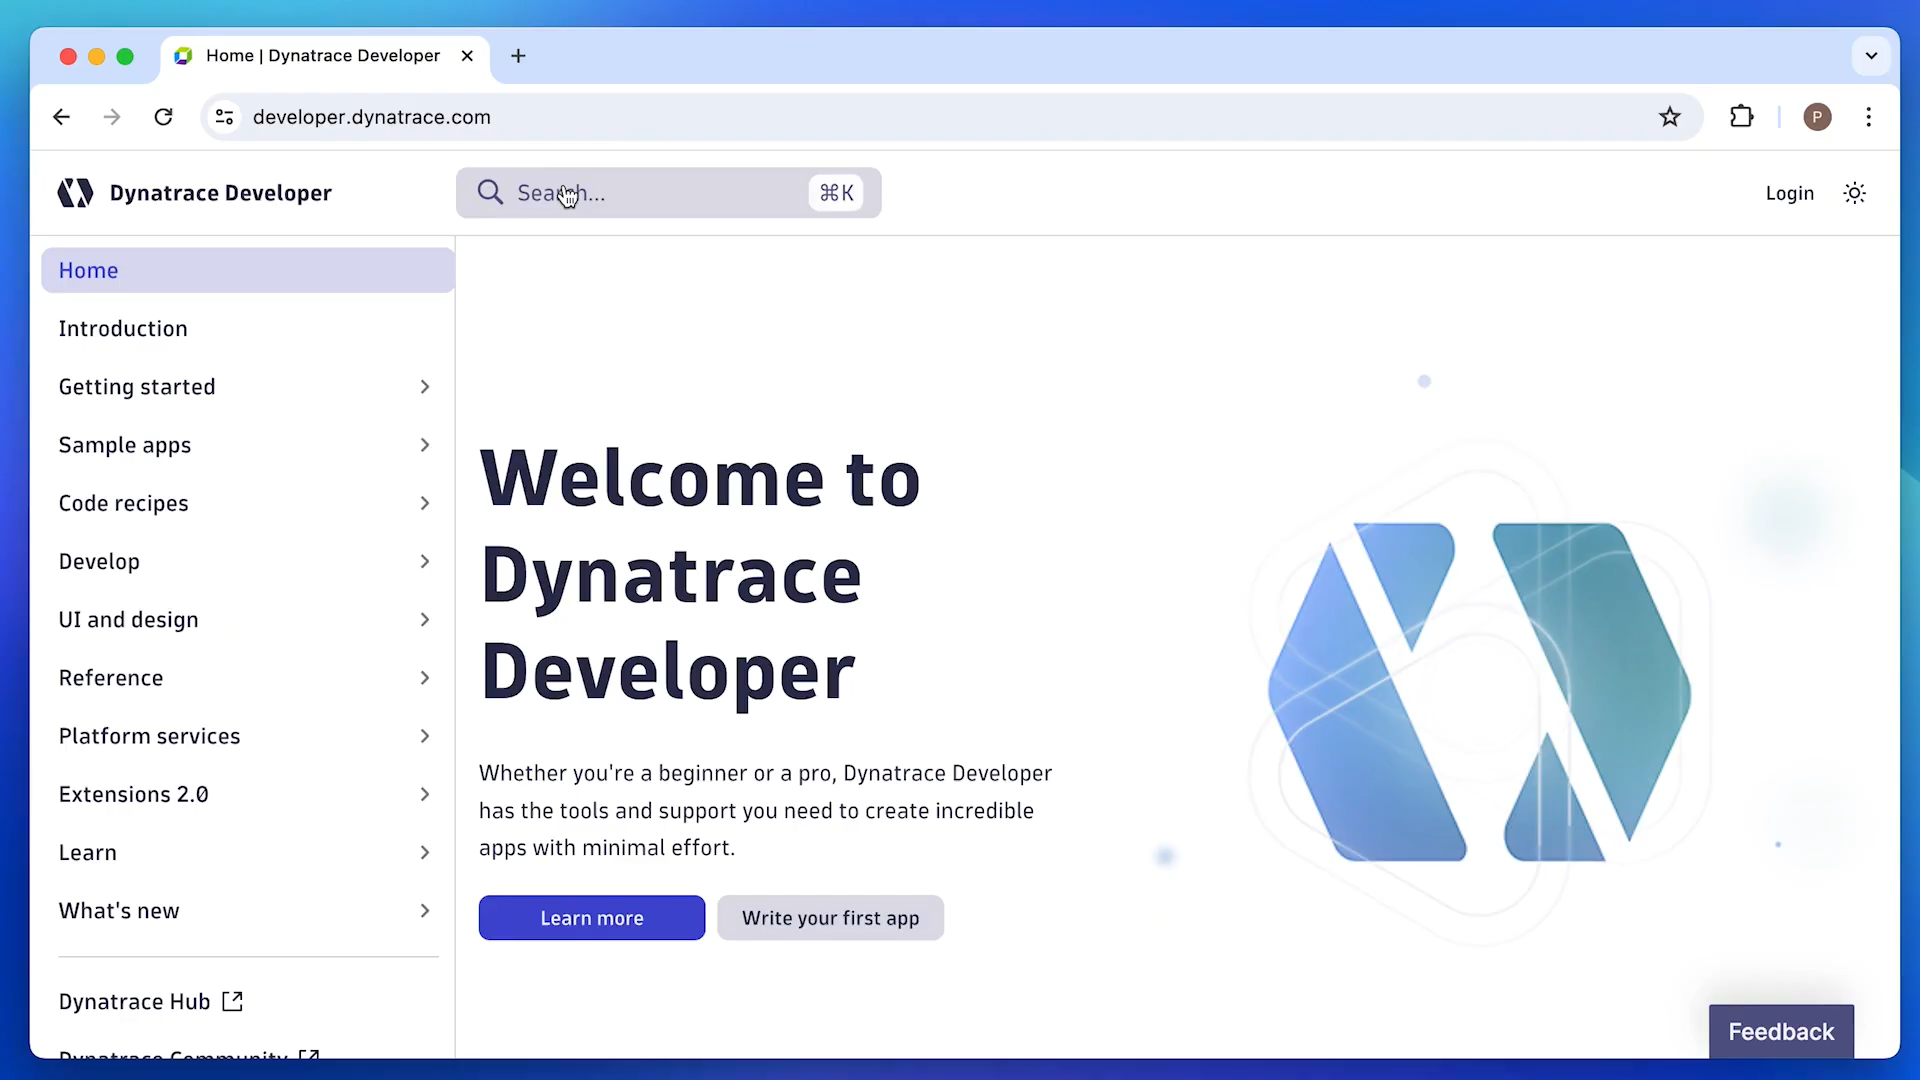 Home | Dynatrace Developer
developer.dynatrace.com
P
Dynatrace Developer
Search...
⌘K
Login
Home
Introduction
Getting started
Sample apps
Code recipes
Develop
UI and design
Reference
Platform services
Extensions 2.0
Learn
What's new
Dynatrace Hub
Dynatrace Community
Welcome to
Dynatrace
Developer
Whether you're a beginner or a pro, Dynatrace Developer
has the tools and support you need to create incredible
apps with minimal effort.
Learn more
Write your first app
Feedback